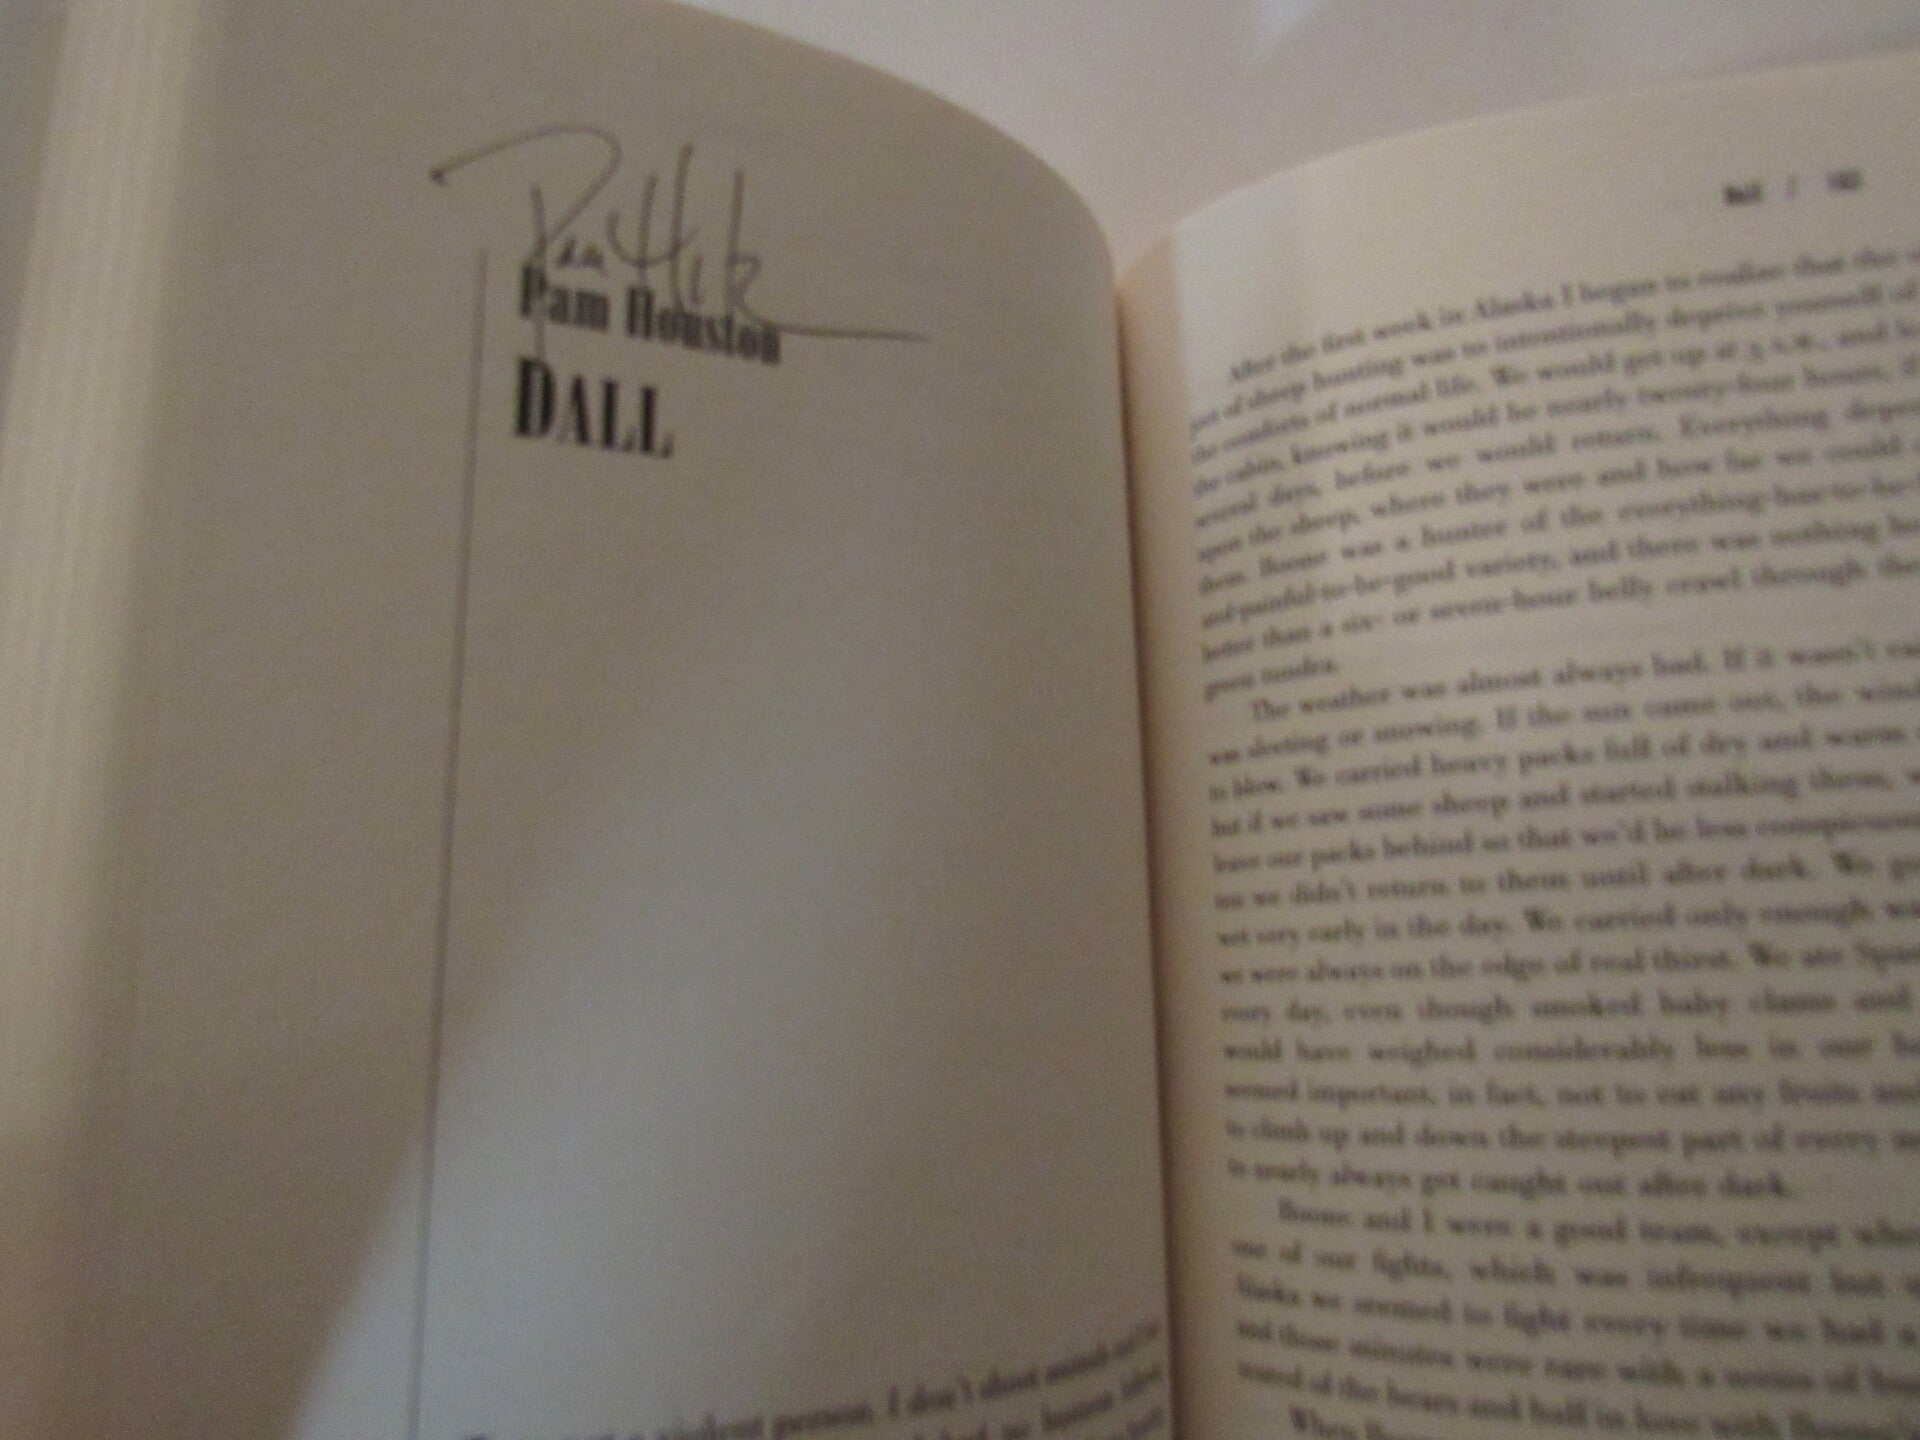 Pam Houston
DALL
After the first week in Alaska I began to realize that the
of sheep hunting was to intentionally deprive yourself of
the comforts of normal life. We would get up at 3 A.M., and
the cabin, knowing it would be nearly twenty-four hours, if
several days, before we would return. Everything
upon the sheep, where they were and how far we could
them. Boone was a hunter of the everything-has-to-be-
and-painful-to-be-good variety, and there was nothing
better than a six- or seven-hour belly crawl through the
green tundra.
The weather was almost always bad. If it wasn't
was sleeting or snowing. If the sun came out, the wind
to blow. We carried heavy packs full of dry and warm
but if we saw some sheep and started stalking them,
leave our packs behind so that we'd be less
we didn't return to them until after dark. We
wet very early in the day. We carried only enough
we were always on the edge of real thirst. We ate
every day, even though smoked baby clams and
would have weighed considerably less in our
seemed important, in fact, not to eat any fruits
to climb up and down the steepest part of every
to nearly always get caught out after dark.
Boone and I were a good team, except
one of our fights, which was infrequent but
Alaska we seemed to fight every time we had a
and those minutes were rare with a
of the bears and half in love with
When
a violent person. I don't shoot